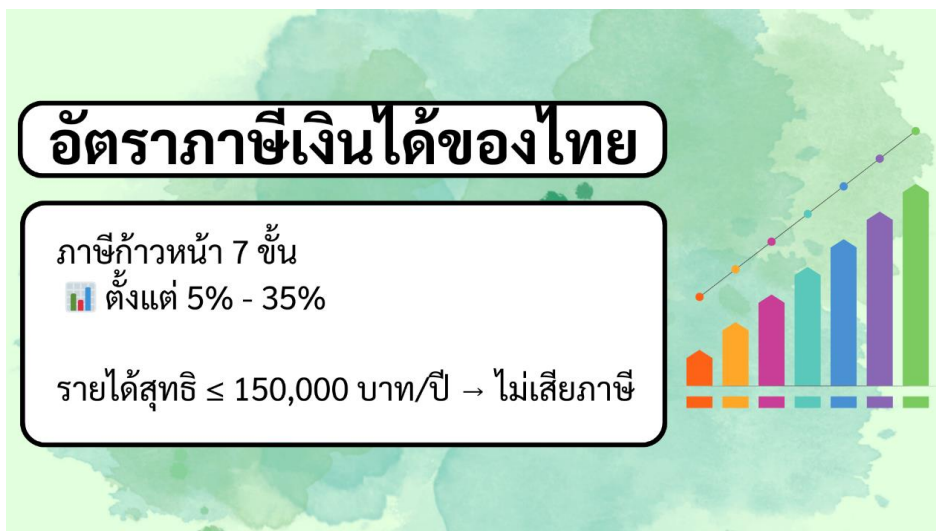 อัตราภาษีเงินได้ของไทย
ภาษีก้าวหน้า 7 ขั้น
📊 ตั้งแต่ 5% - 35%
รายได้สุทธิ ≤ 150,000 บาท/ปี → ไม่เสียภาษี